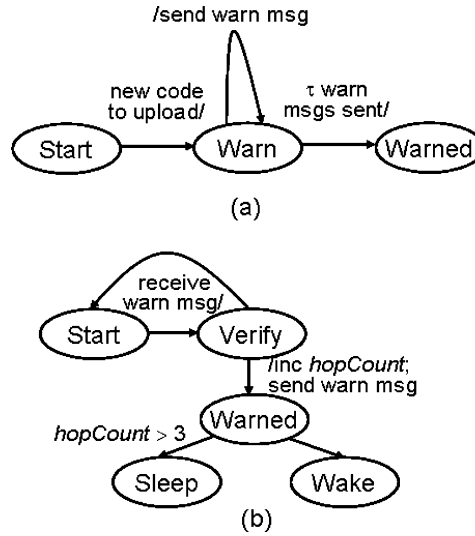 /send warn msg
new code
to upload/
τ warn
msgs sent/
Start
Warn
Warned
(a)
receive
warn msg/
Start
Verify
/inc hopCount;
send warn msg
Warned
hopCount > 3
Sleep
Wake
(b)